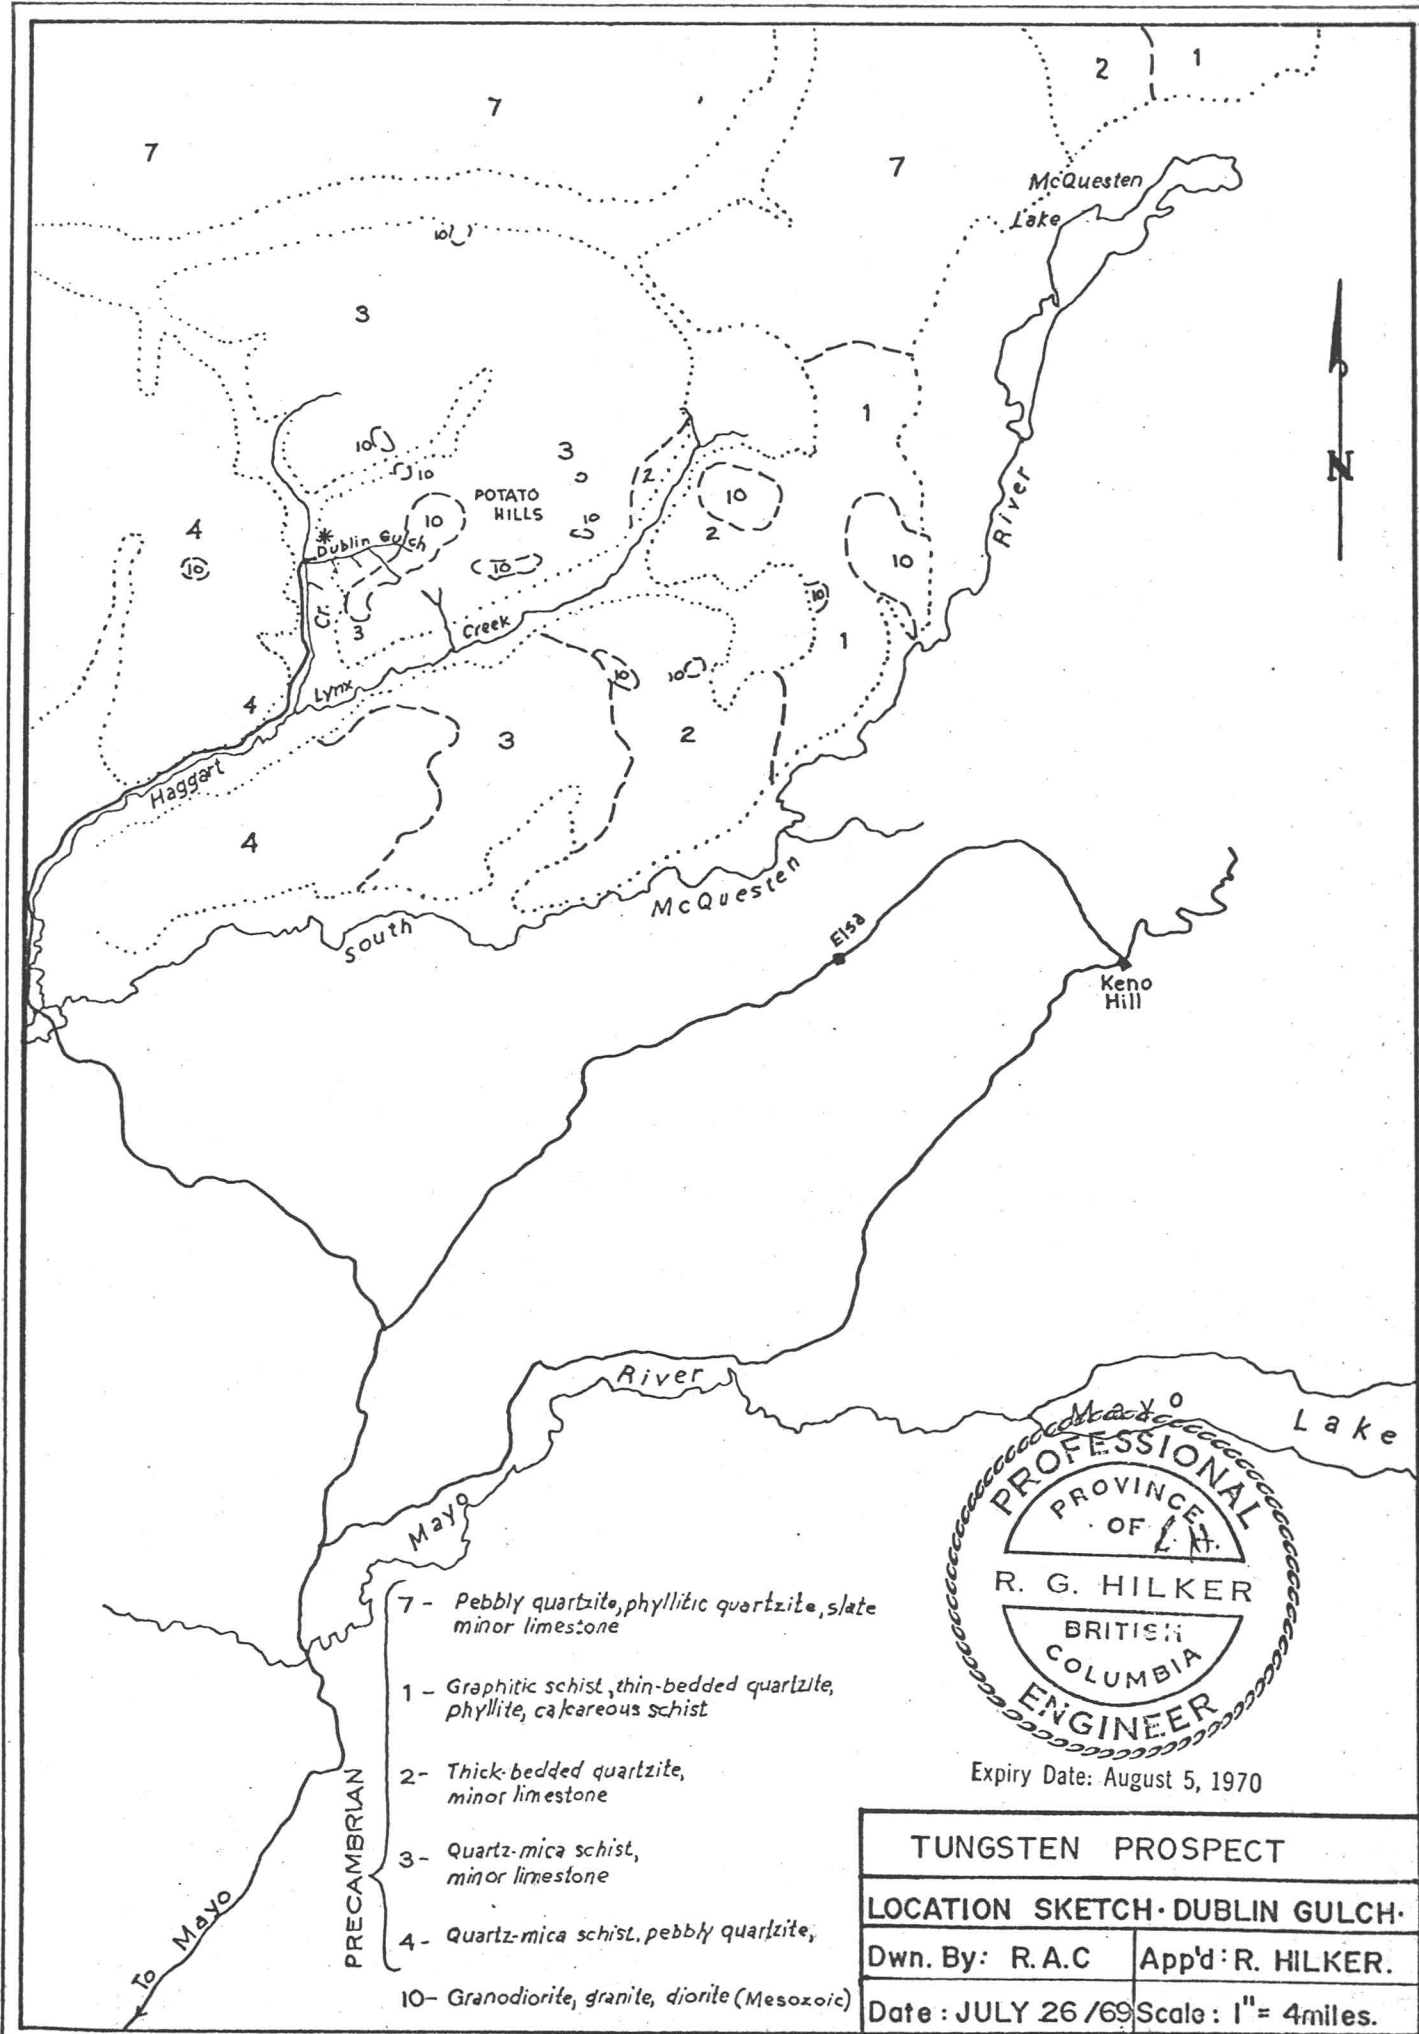 2
1
7
7
7
McQuesten
Lake
10
3
1
N
10
3
10
2
POTATO
HILLS
10
10
10
River
4
10
2
*
Dublin Gulch
10
10
10
Cr.
3
Creek
1
10
10
Lynx
4
3
2
Haggart
4
McQuesten
South
Elsa
Keno
Hill
River
Mayo
Lake
Mayo
PROFESSIONAL
PROVINCE
OF
R. G. HILKER
BRITISH
COLUMBIA
ENGINEER
Expiry Date: August 5, 1970
PRECAMBRIAN
7 - Pebbly quartzite, phyllitic quartzite, slate
minor limestone
1 - Graphitic schist, thin-bedded quartzite,
phyllite, calcareous schist
2- Thick-bedded quartzite,
minor limestone
3- Quartz-mica schist,
minor limestone
4- Quartz-mica schist, pebbly quartzite,
10- Granodiorite, granite, diorite (Mesozoic)
To Mayo
TUNGSTEN PROSPECT
LOCATION SKETCH · DUBLIN GULCH ·
Dwn. By: R.A.C
App'd: R. HILKER.
Date: JULY 26/69
Scale: 1"= 4miles.